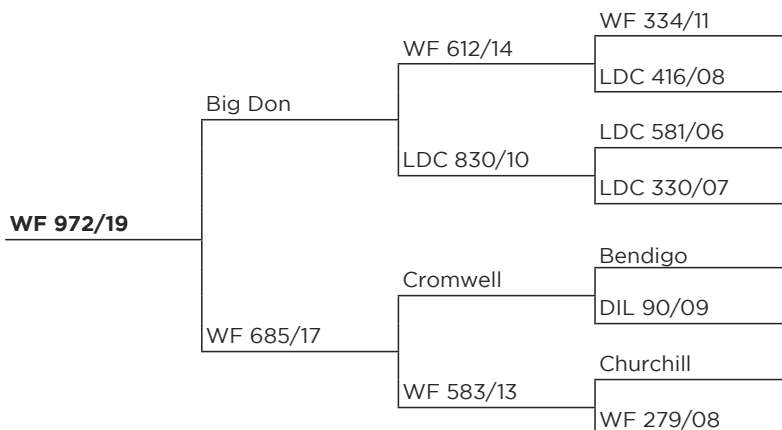 WF 334/11
WF 612/14
LDC 416/08
Big Don
LDC 581/06
LDC 830/10
LDC 330/07
WF 972/19
Bendigo
Cromwell
DIL 90/09
WF 685/17
Churchill
WF 583/13
WF 279/08